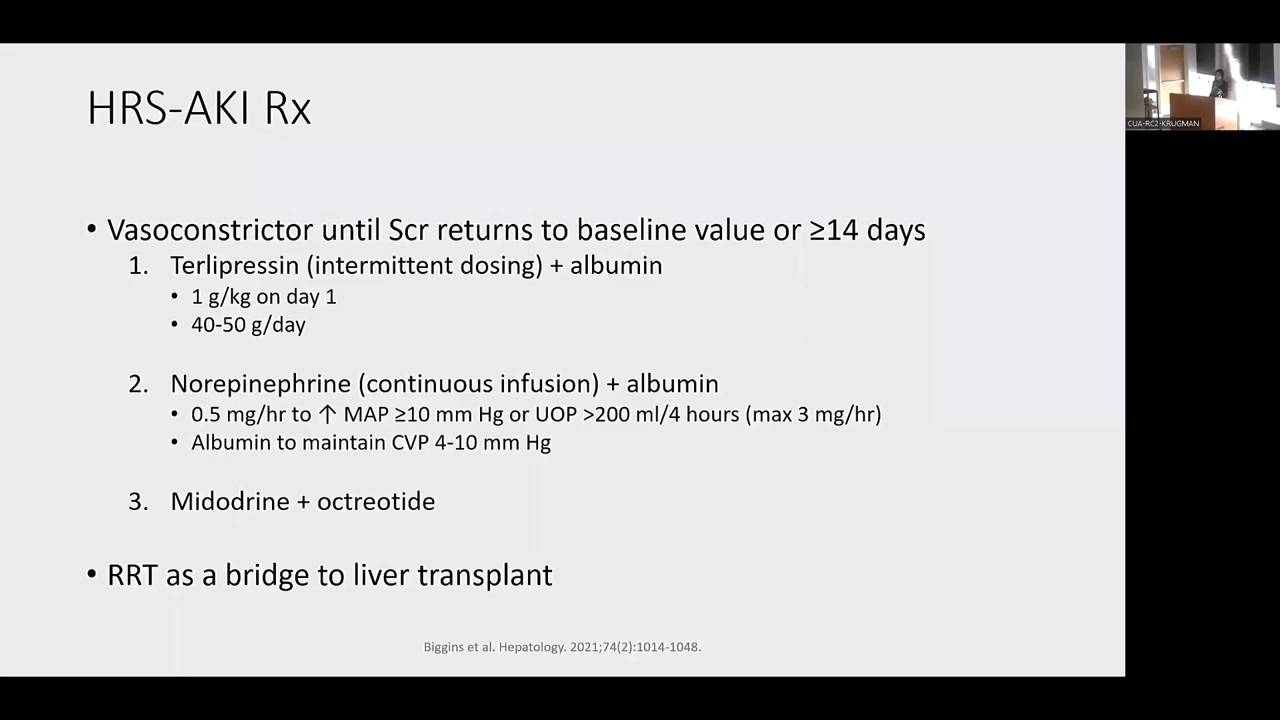 HRS-AKI Rx
CUA-RC2-KRUGMAN
• Vasoconstrictor until Scr returns to baseline value or ≥14 days
1. Terlipressin (intermittent dosing) + albumin
• 1 g/kg on day 1
• 40-50 g/day
2. Norepinephrine (continuous infusion) + albumin
• 0.5 mg/hr to ↑ MAP ≥10 mm Hg or UOP >200 ml/4 hours (max 3 mg/hr)
• Albumin to maintain CVP 4-10 mm Hg
3. Midodrine + octreotide
• RRT as a bridge to liver transplant
Biggins et al. Hepatology. 2021;74(2):1014-1048.